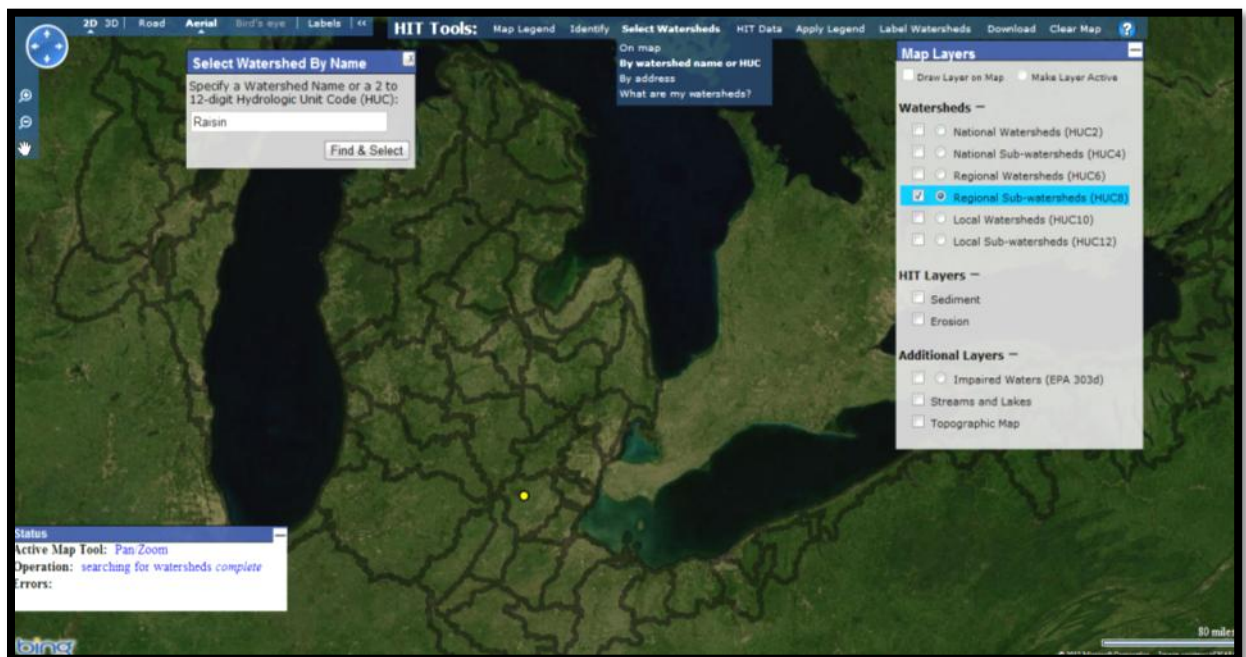 2D 3D | Road Aerial Bird's eye | Labels | «
HIT Tools: Map Legend Identify Select Watersheds HIT Data Apply Legend Label Watersheds Download Clear Map ?
On map
By watershed name or HUC
By address
What are my watersheds?
Select Watershed By Name x
Specify a Watershed Name or a 2 to
12-digit Hydrologic Unit Code (HUC):
Raisin
Find & Select
Map Layers
Draw Layer on Map Make Layer Active
Watersheds –
National Watersheds (HUC2)
National Sub-watersheds (HUC4)
Regional Watersheds (HUC6)
Regional Sub-watersheds (HUC8)
Local Watersheds (HUC10)
Local Sub-watersheds (HUC12)
HIT Layers –
Sediment
Erosion
Additional Layers –
Impaired Waters (EPA 303d)
Streams and Lakes
Topographic Map
Status
Active Map Tool: Pan/Zoom
Operation: searching for watersheds complete
Errors:
bing
80 miles